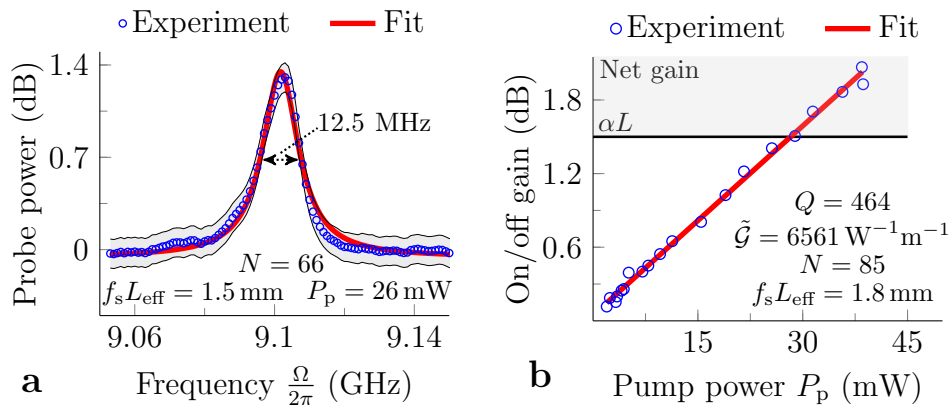 Experiment Fit
Probe power (dB)
1.4
0.7
0
12.5 MHz
N = 66
f_s L_eff = 1.5 mm P_p = 26 mW
9.06 9.1 9.14
a Frequency Ω/2π (GHz)
Experiment Fit
On/off gain (dB)
1.8
1.2
0.6
Net gain
αL
Q = 464
G̃ = 6561 W⁻¹m⁻¹
N = 85
f_s L_eff = 1.8 mm
15 30 45
b Pump power P_p (mW)